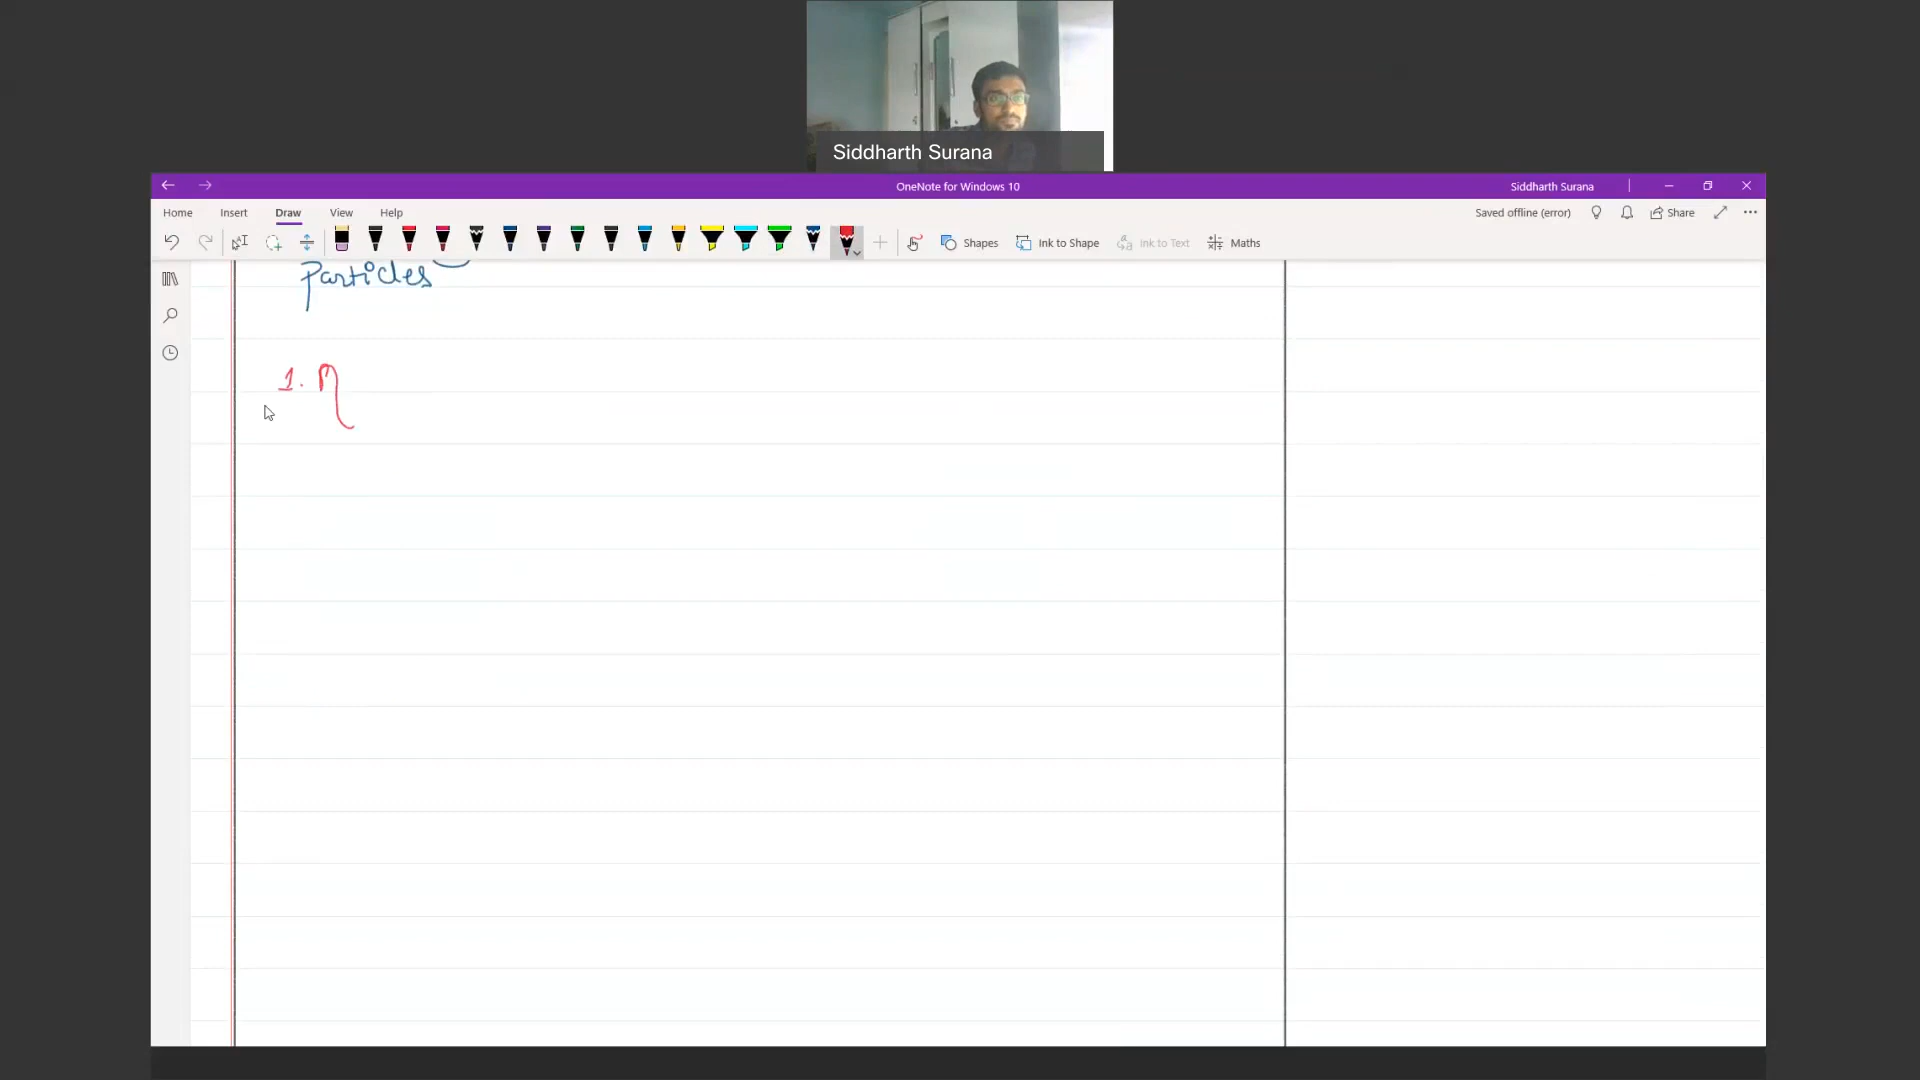 Siddharth Surana
OneNote for Windows 10
Siddharth Surana
Home Insert Draw View Help
Saved offline (error)
Share
Shapes
Ink to Shape
Ink to Text
Maths
Particles
1. η